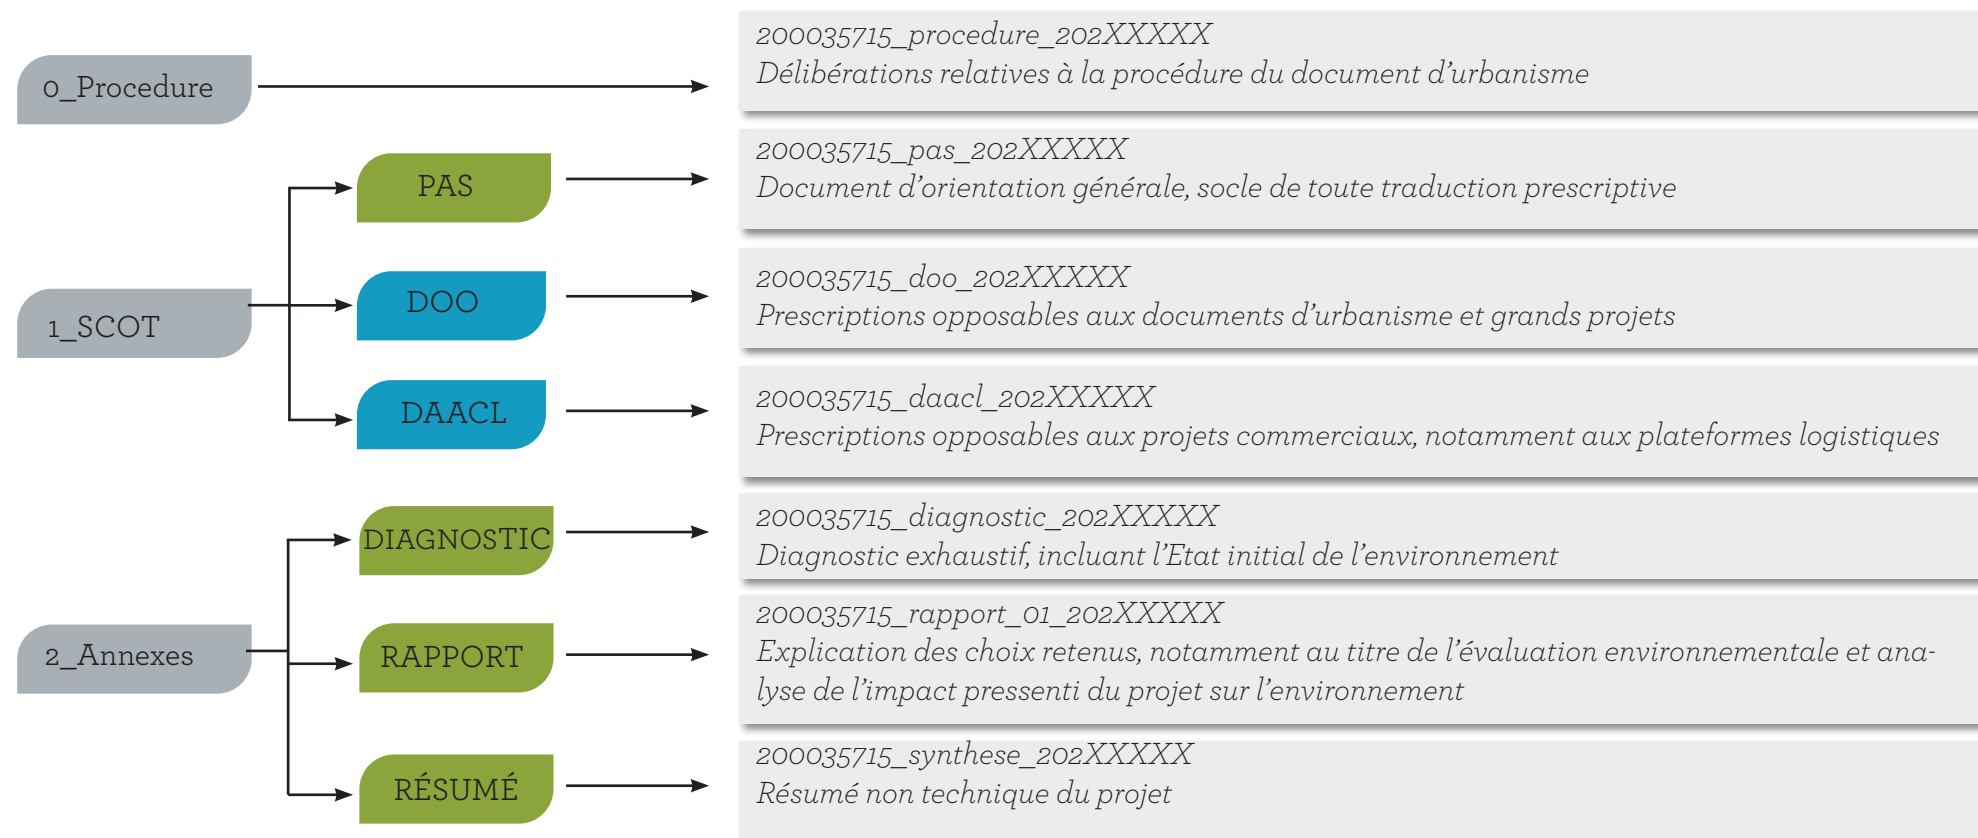 0_Procedure
200035715_procedure_202XXXXX
Délibérations relatives à la procédure du document d'urbanisme
1_SCOT
PAS
200035715_pas_202XXXXX
Document d'orientation générale, socle de toute traduction prescriptive
DOO
200035715_doo_202XXXXX
Prescriptions opposables aux documents d'urbanisme et grands projets
DAACL
200035715_daacl_202XXXXX
Prescriptions opposables aux projets commerciaux, notamment aux plateformes logistiques
2_Annexes
DIAGNOSTIC
200035715_diagnostic_202XXXXX
Diagnostic exhaustif, incluant l'Etat initial de l'environnement
RAPPORT
200035715_rapport_01_202XXXXX
Explication des choix retenus, notamment au titre de l'évaluation environnementale et ana-
lyse de l'impact pressenti du projet sur l'environnement
RÉSUMÉ
200035715_synthese_202XXXXX
Résumé non technique du projet